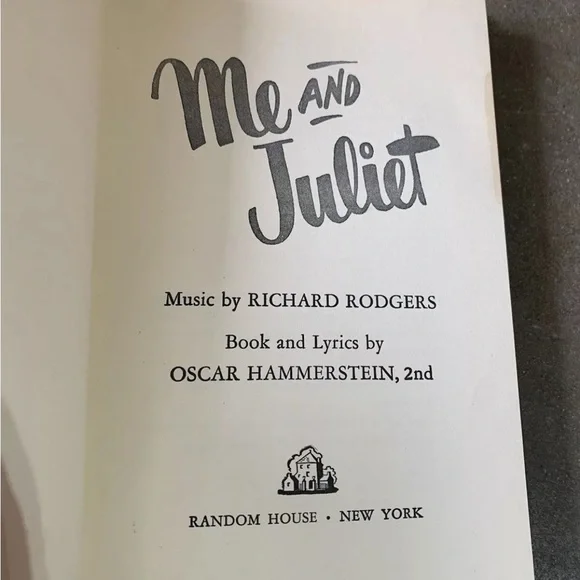 Me AND
Juliet
Music by RICHARD RODGERS
Book and Lyrics by
OSCAR HAMMERSTEIN, 2nd
RANDOM HOUSE • NEW YORK